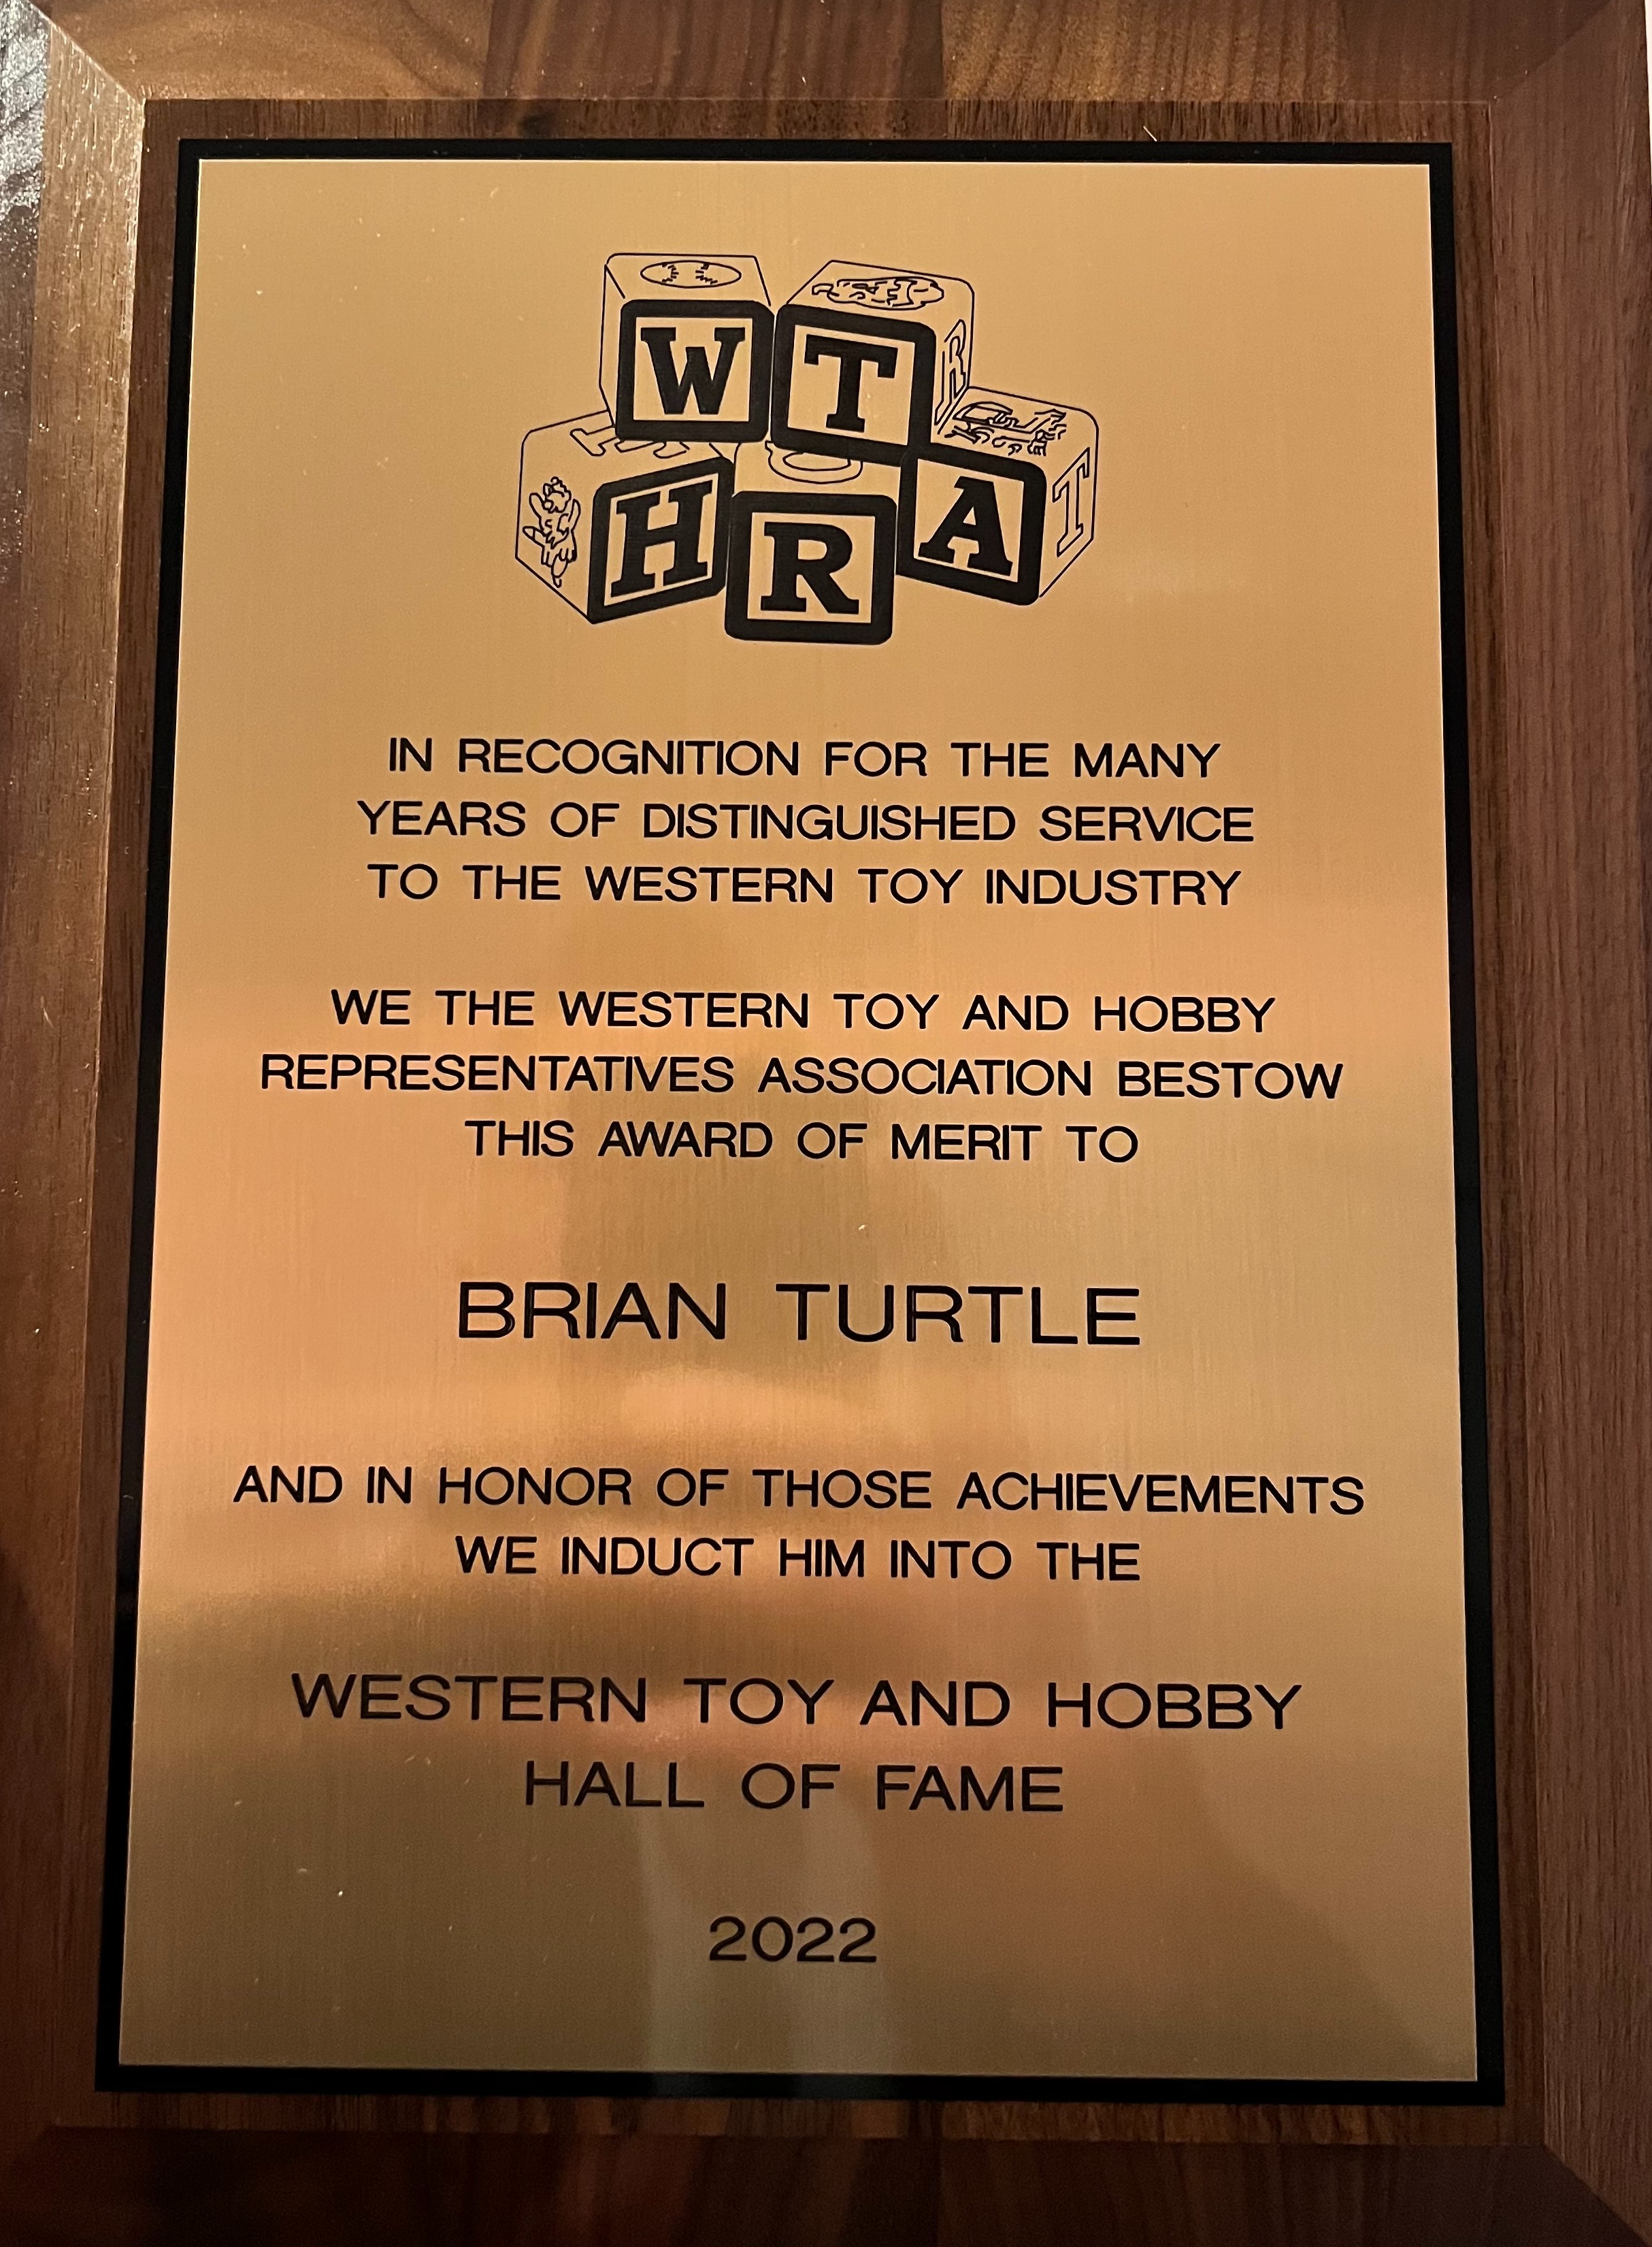 W T
H R A
R
T
IN RECOGNITION FOR THE MANY
YEARS OF DISTINGUISHED SERVICE
TO THE WESTERN TOY INDUSTRY
WE THE WESTERN TOY AND HOBBY
REPRESENTATIVES ASSOCIATION BESTOW
THIS AWARD OF MERIT TO
BRIAN TURTLE
AND IN HONOR OF THOSE ACHIEVEMENTS
WE INDUCT HIM INTO THE
WESTERN TOY AND HOBBY
HALL OF FAME
2022